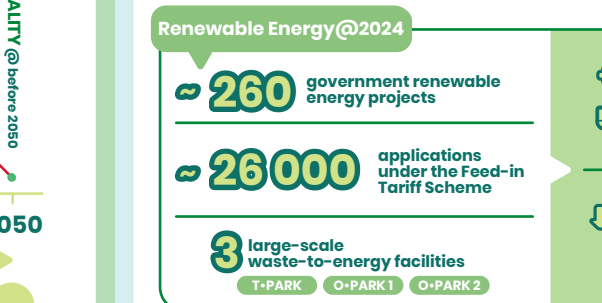 ALITY @ before 2050
050
Renewable Energy@2024
~ 260 government renewable
energy projects
~ 26 000 applications
under the Feed-in
Tariff Scheme
3 large-scale
waste-to-energy facilities
T•PARK O•PARK 1 O•PARK 2